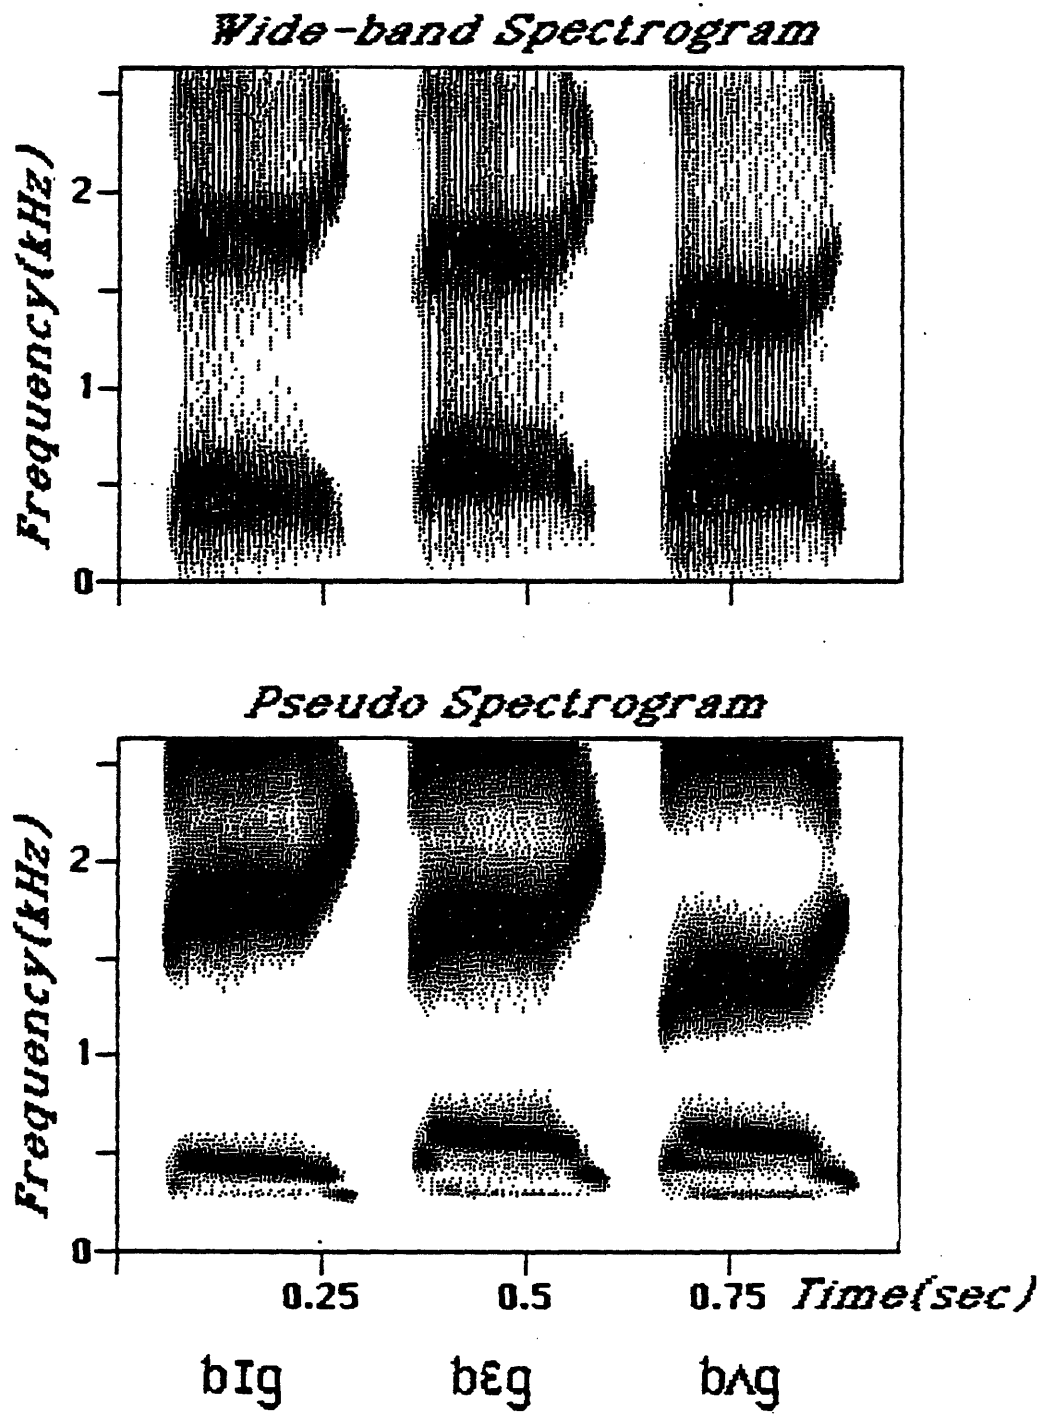 Wide-band Spectrogram
Frequency(kHz)
2
1
0
Pseudo Spectrogram
Frequency(kHz)
2
1
0
0.25 0.5 0.75 Time(sec)
bɪg bɛg bʌg